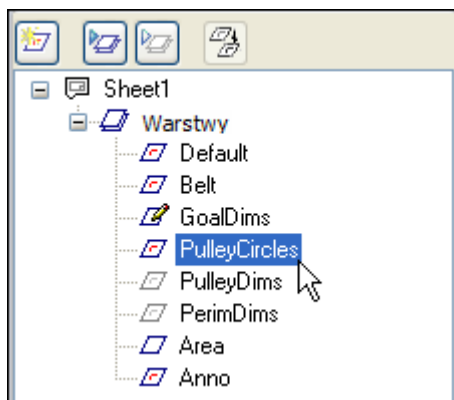 Sheet1
Warstwy
Default
Belt
GoalDims
PulleyCircles
PulleyDims
PerimDims
Area
Anno